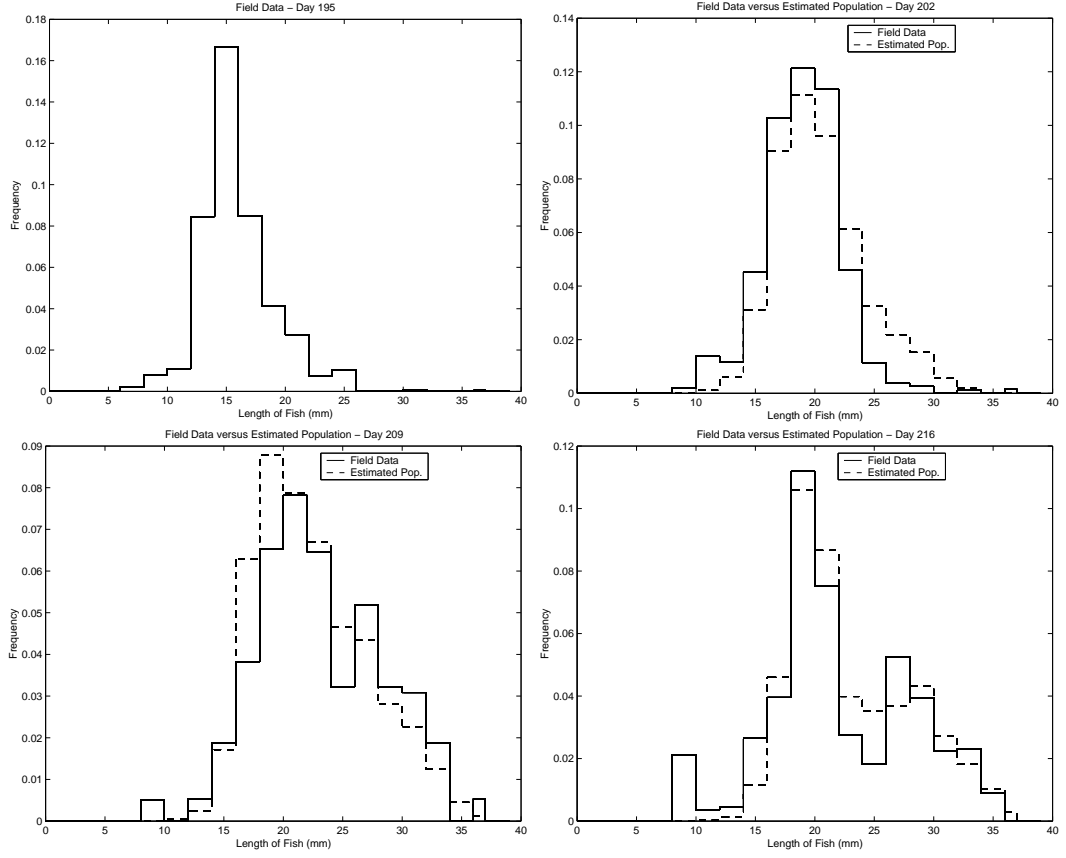 Field Data – Day 195
0.18
0.16
0.14
0.12
0.1
0.08
0.06
0.04
0.02
0
Frequency
0 5 10 15 20 25 30 35 40
Length of Fish (mm)
Field Data versus Estimated Population – Day 202
Field Data
Estimated Pop.
0.14
0.12
0.1
0.08
0.06
0.04
0.02
0
Frequency
0 5 10 15 20 25 30 35 40
Length of Fish (mm)
Field Data versus Estimated Population – Day 209
Field Data
Estimated Pop.
0.09
0.08
0.07
0.06
0.05
0.04
0.03
0.02
0.01
0
Frequency
0 5 10 15 20 25 30 35 40
Length of Fish (mm)
Field Data versus Estimated Population – Day 216
Field Data
Estimated Pop.
0.12
0.1
0.08
0.06
0.04
0.02
0
Frequency
0 5 10 15 20 25 30 35 40
Length of Fish (mm)